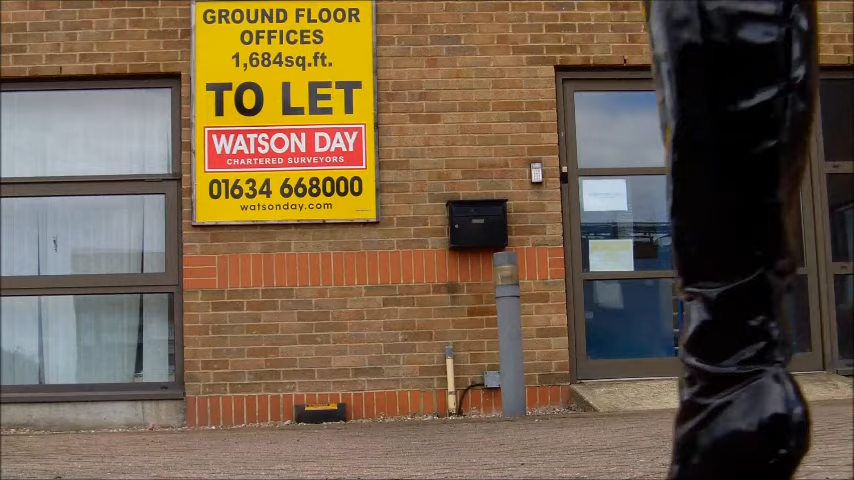 GROUND FLOOR
OFFICES
1,684sq.ft.
TO LET
WATSON DAY
CHARTERED SURVEYORS
01634 668000
watsonday.com